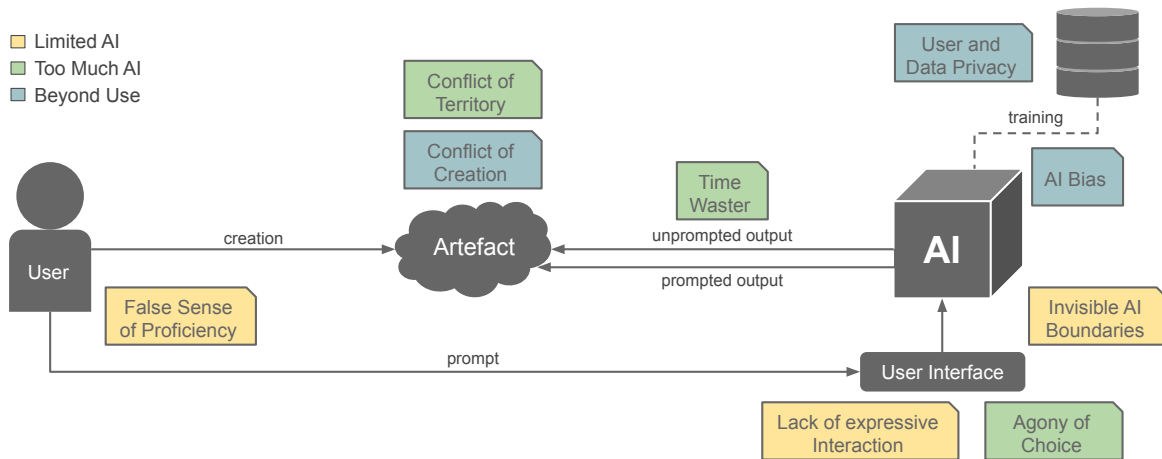 Limited AI
Too Much AI
Beyond Use
Conflict of
Territory
Conflict of
Creation
User and
Data Privacy
training
AI Bias
Time
Waster
creation
Artefact
unprompted output
prompted output
AI
User
False Sense
of Proficiency
Invisible AI
Boundaries
prompt
User Interface
Lack of expressive
Interaction
Agony of
Choice